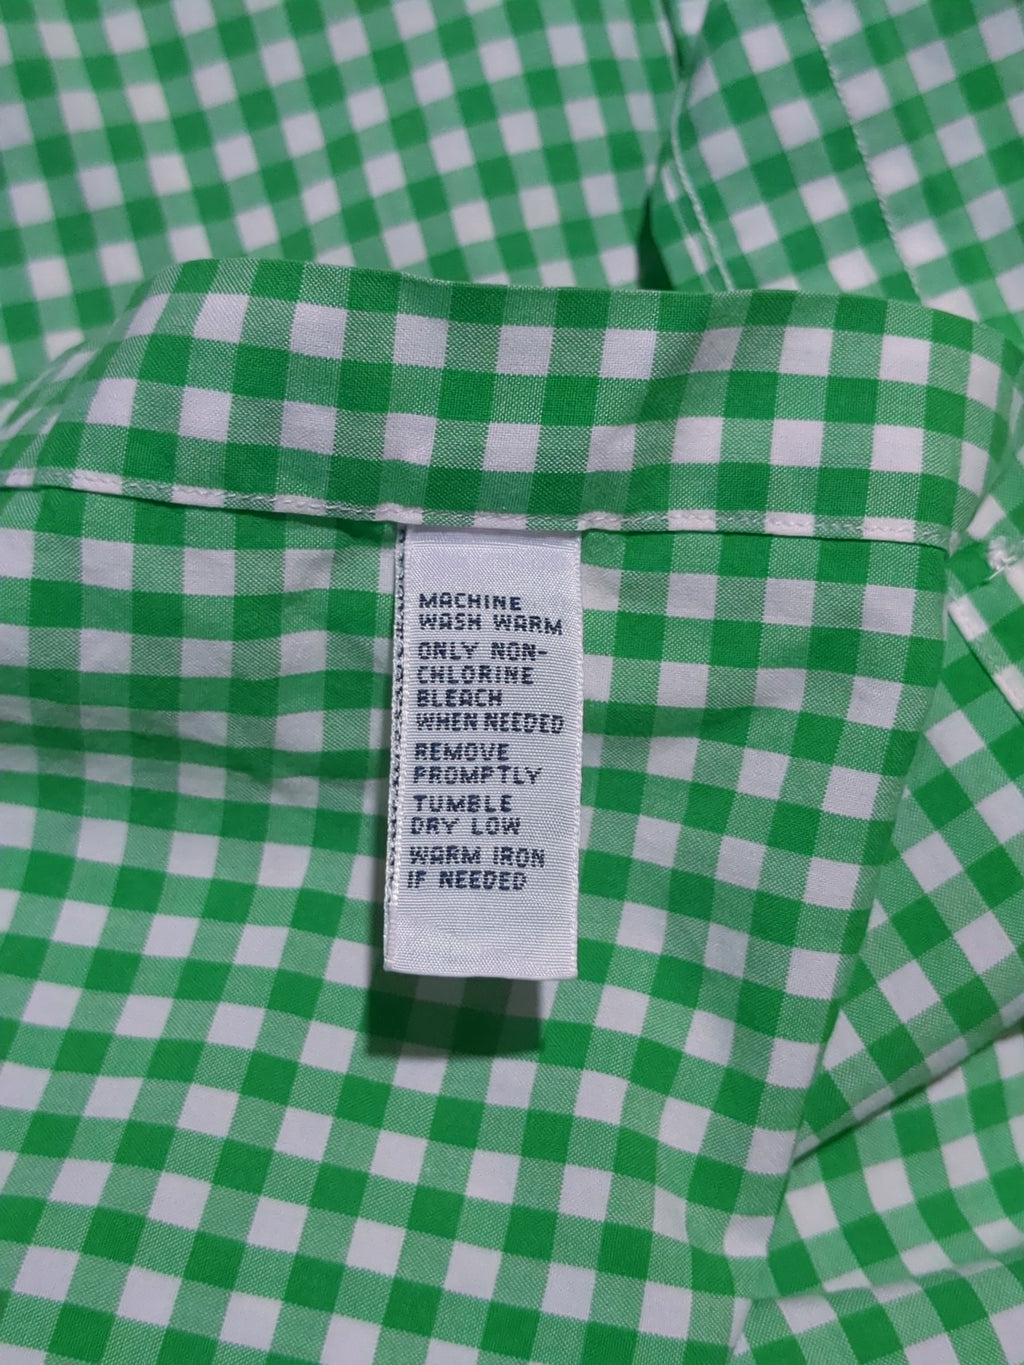 MACHINE
WASH WARM
ONLY NON-
CHLORINE
BLEACH
WHEN NEEDED
REMOVE
PROMPTLY
TUMBLE
DRY LOW
WARM IRON
IF NEEDED